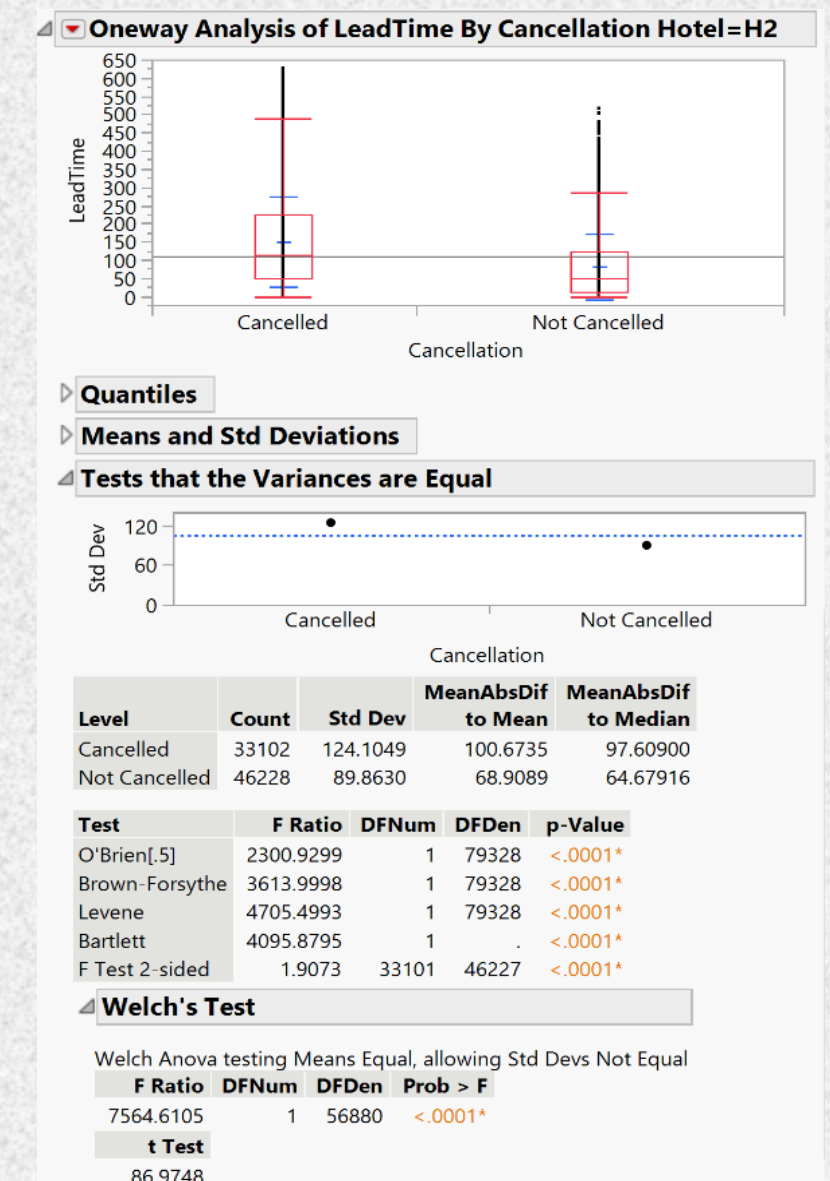 Oneway Analysis of LeadTime By Cancellation Hotel=H2
650
600
550
500
450
400
350
300
250
200
150
100
50
0
LeadTime
Cancelled Not Cancelled
Cancellation
Quantiles
Means and Std Deviations
Tests that the Variances are Equal
120
60
0
Std Dev
Cancelled Not Cancelled
Cancellation
MeanAbsDif MeanAbsDif
Level Count Std Dev to Mean to Median
Cancelled 33102 124.1049 100.6735 97.60900
Not Cancelled 46228 89.8630 68.9089 64.67916
Test F Ratio DFNum DFDen p-Value
O'Brien[.5] 2300.9299 1 79328 <.0001*
Brown-Forsythe 3613.9998 1 79328 <.0001*
Levene 4705.4993 1 79328 <.0001*
Bartlett 4095.8795 1 . <.0001*
F Test 2-sided 1.9073 33101 46227 <.0001*
Welch's Test
Welch Anova testing Means Equal, allowing Std Devs Not Equal
F Ratio DFNum DFDen Prob > F
7564.6105 1 56880 <.0001*
t Test
86.9748